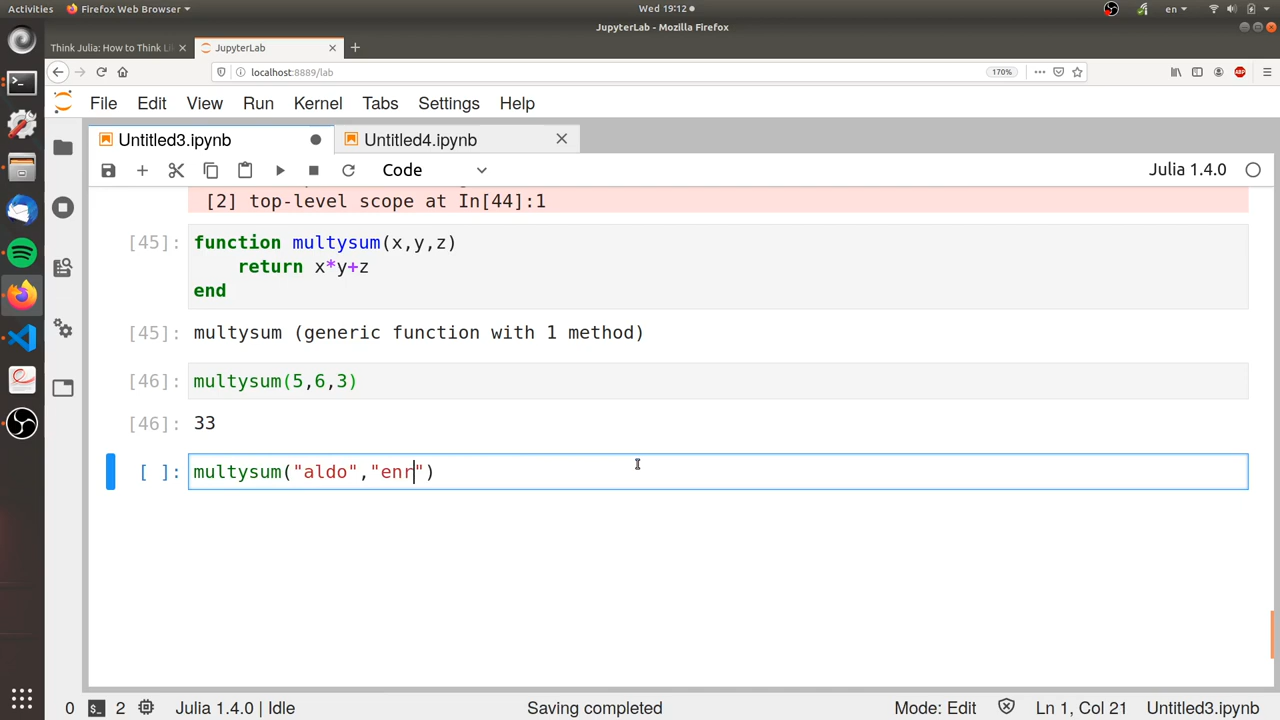 Activities Firefox Web Browser Wed 19:12 en
JupyterLab - Mozilla Firefox
Think Julia: How to Think Li JupyterLab
localhost:8889/lab 170% ABP
File Edit View Run Kernel Tabs Settings Help
Untitled3.ipynb Untitled4.ipynb
Code Julia 1.4.0
[2] top-level scope at In[44]:1
[45]: function multysum(x,y,z)
return x*y+z
end
[45]: multysum (generic function with 1 method)
[46]: multysum(5,6,3)
[46]: 33
[ ]: multysum("aldo","enr")
0 2 Julia 1.4.0 | Idle Saving completed Mode: Edit Ln 1, Col 21 Untitled3.ipynb